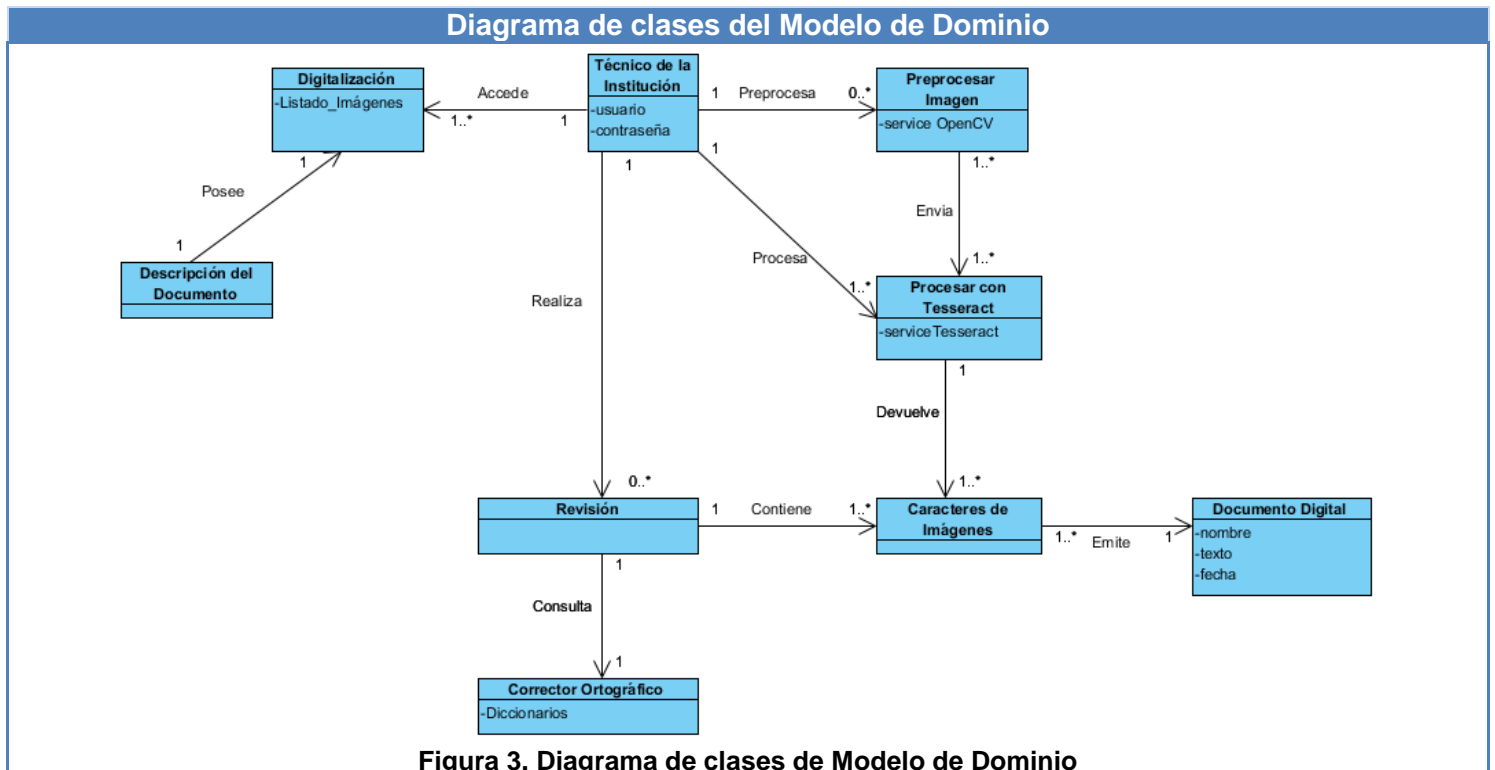 Diagrama de clases del Modelo de Dominio
Digitalización
-Listado_Imágenes
Accede
1..*
1
Técnico de la
Institución
-usuario
-contraseña
1
Preprocesa
0..*
Preprocesar
Imagen
-service OpenCV
1
Posee
1
Descripción del
Documento
1
1
1..*
Envia
1..*
Procesa
1..*
Procesar con
Tesseract
-serviceTesseract
Realiza
1
Devuelve
0..*
1..*
Revisión
1
Contiene
1..*
Caracteres de
Imágenes
1..*
Emite
1
Documento Digital
-nombre
-texto
-fecha
1
Consulta
1
Corrector Ortográfico
-Diccionarios
Figura 3. Diagrama de clases de Modelo de Dominio